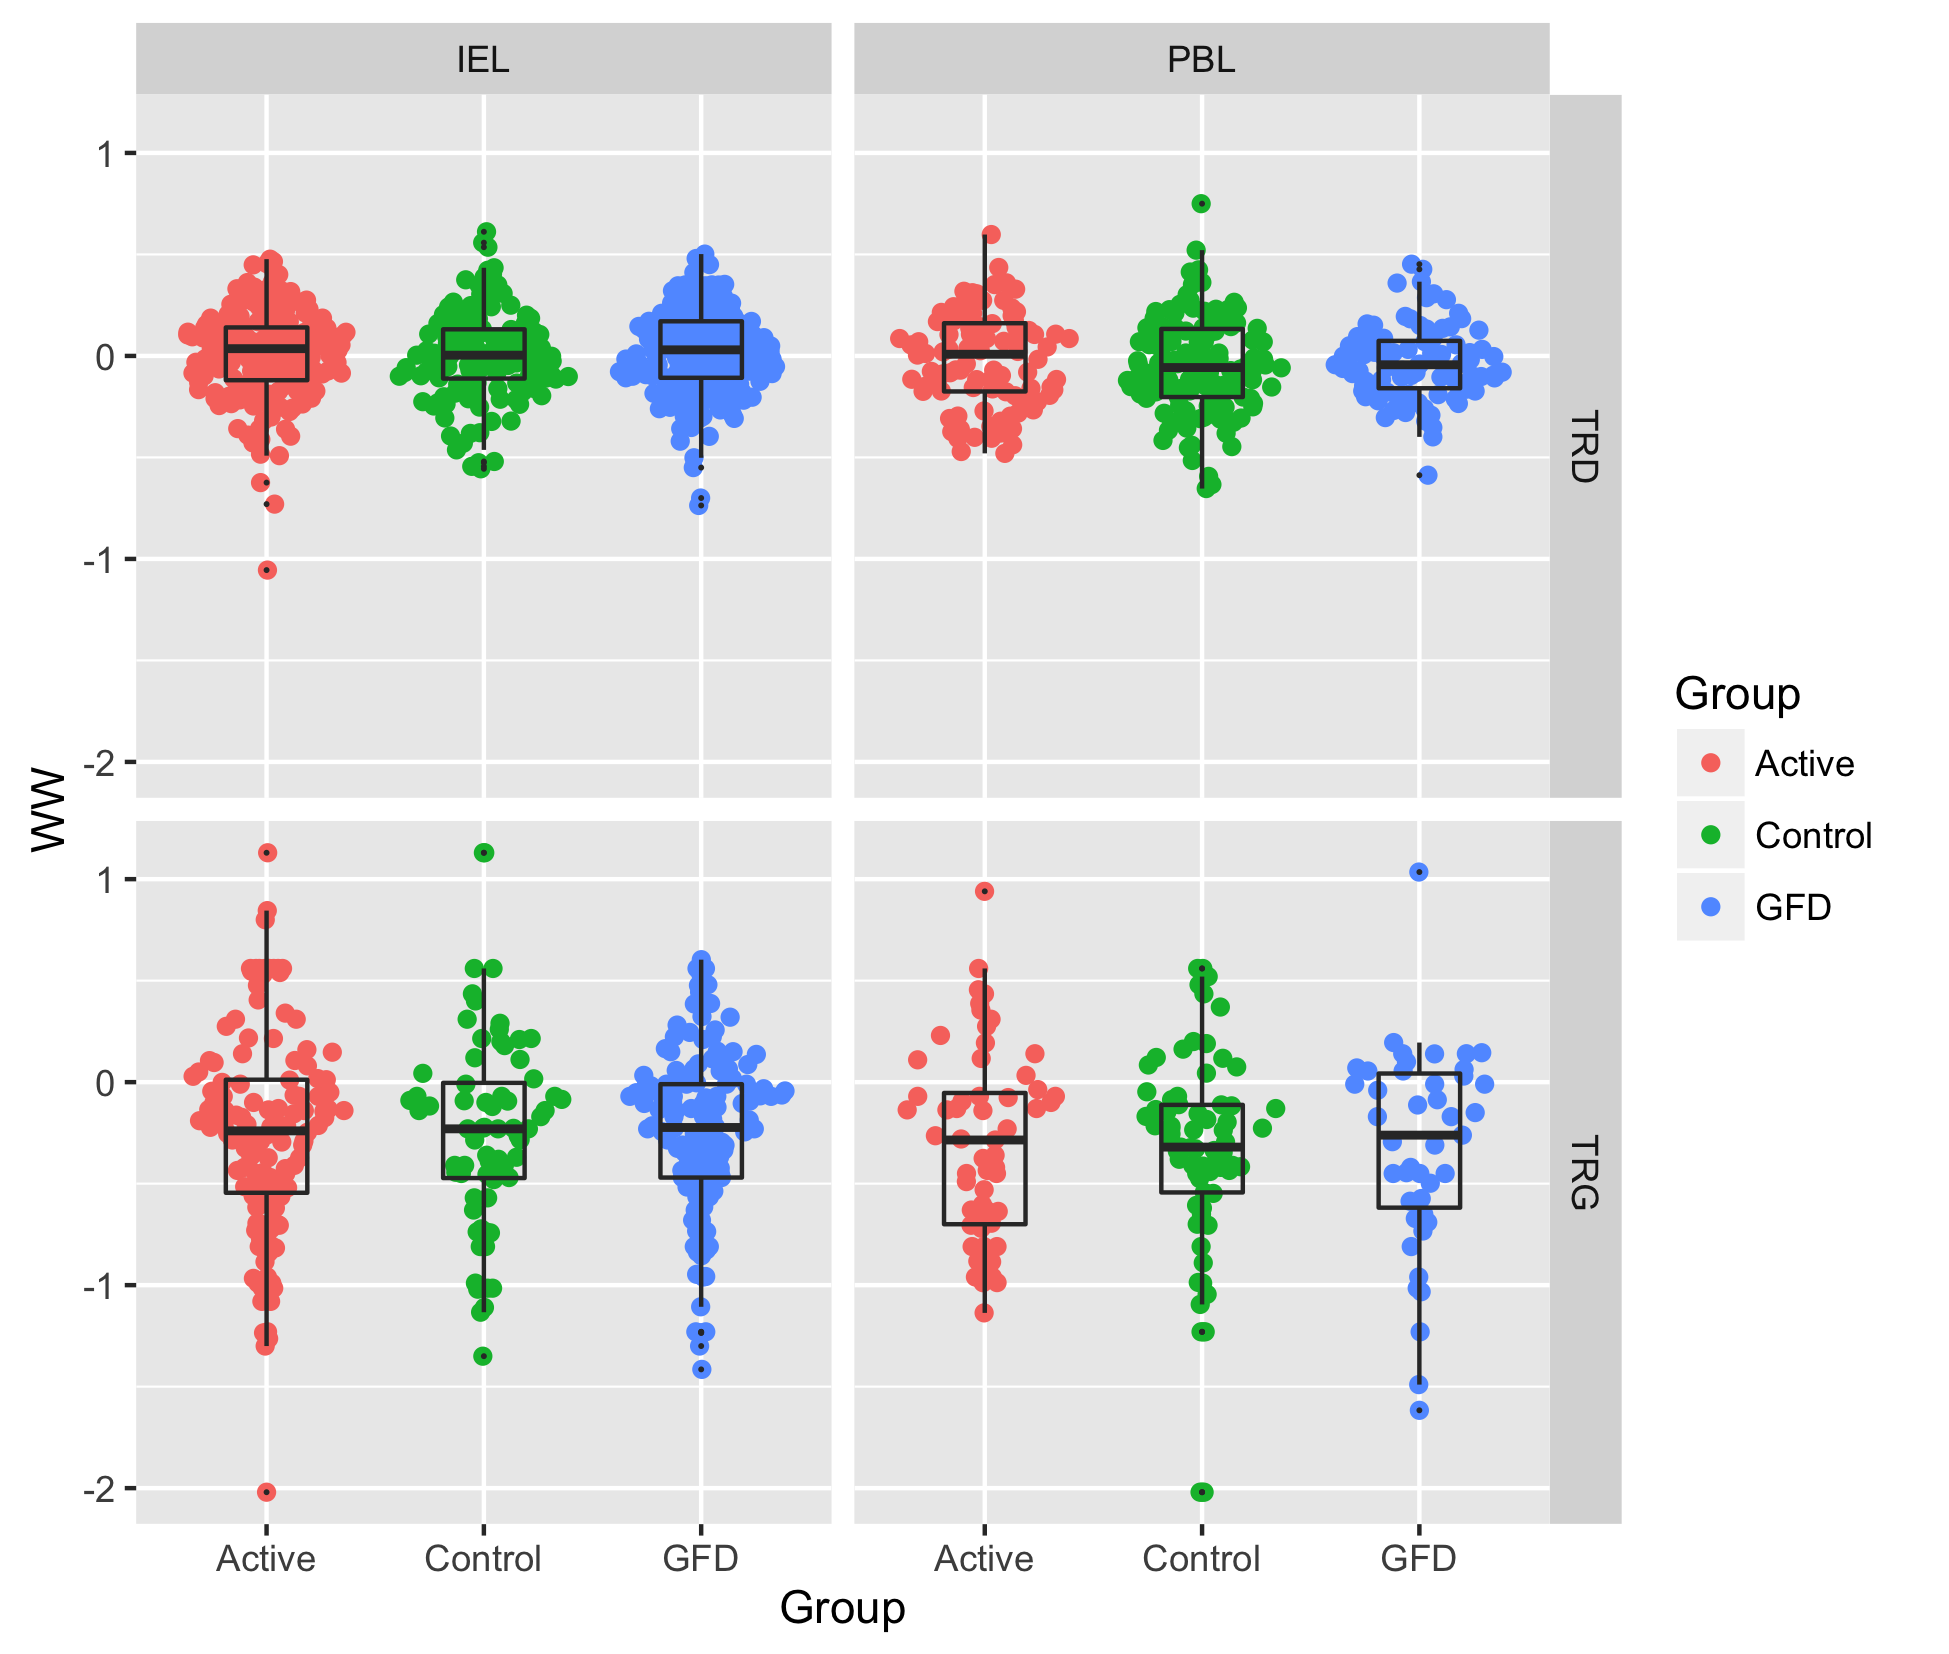 IEL
PBL
1
0
-1
-2
TRD
WW
1
0
-1
-2
TRG
Active
Control
GFD
Active
Control
GFD
Group
Group
Active
Control
GFD